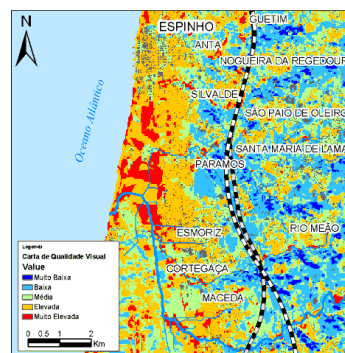 N
ESPINHO
GUETIM
ANTA
NOGUEIRA DA REGEDOUR
SILVALDE
SÃO PAIO DE OLEIRO
Oceano Atlântico
SANTA MARIA DE LAMA
PARAMOS
ESMORIZ
RIO MEÃO
CORTEGAÇA
MACEDA
Legenda
Carta de Qualidade Visual
Value
Muito Baixa
Baixa
Média
Elevada
Muito Elevada
0 0.5 1 2
Km